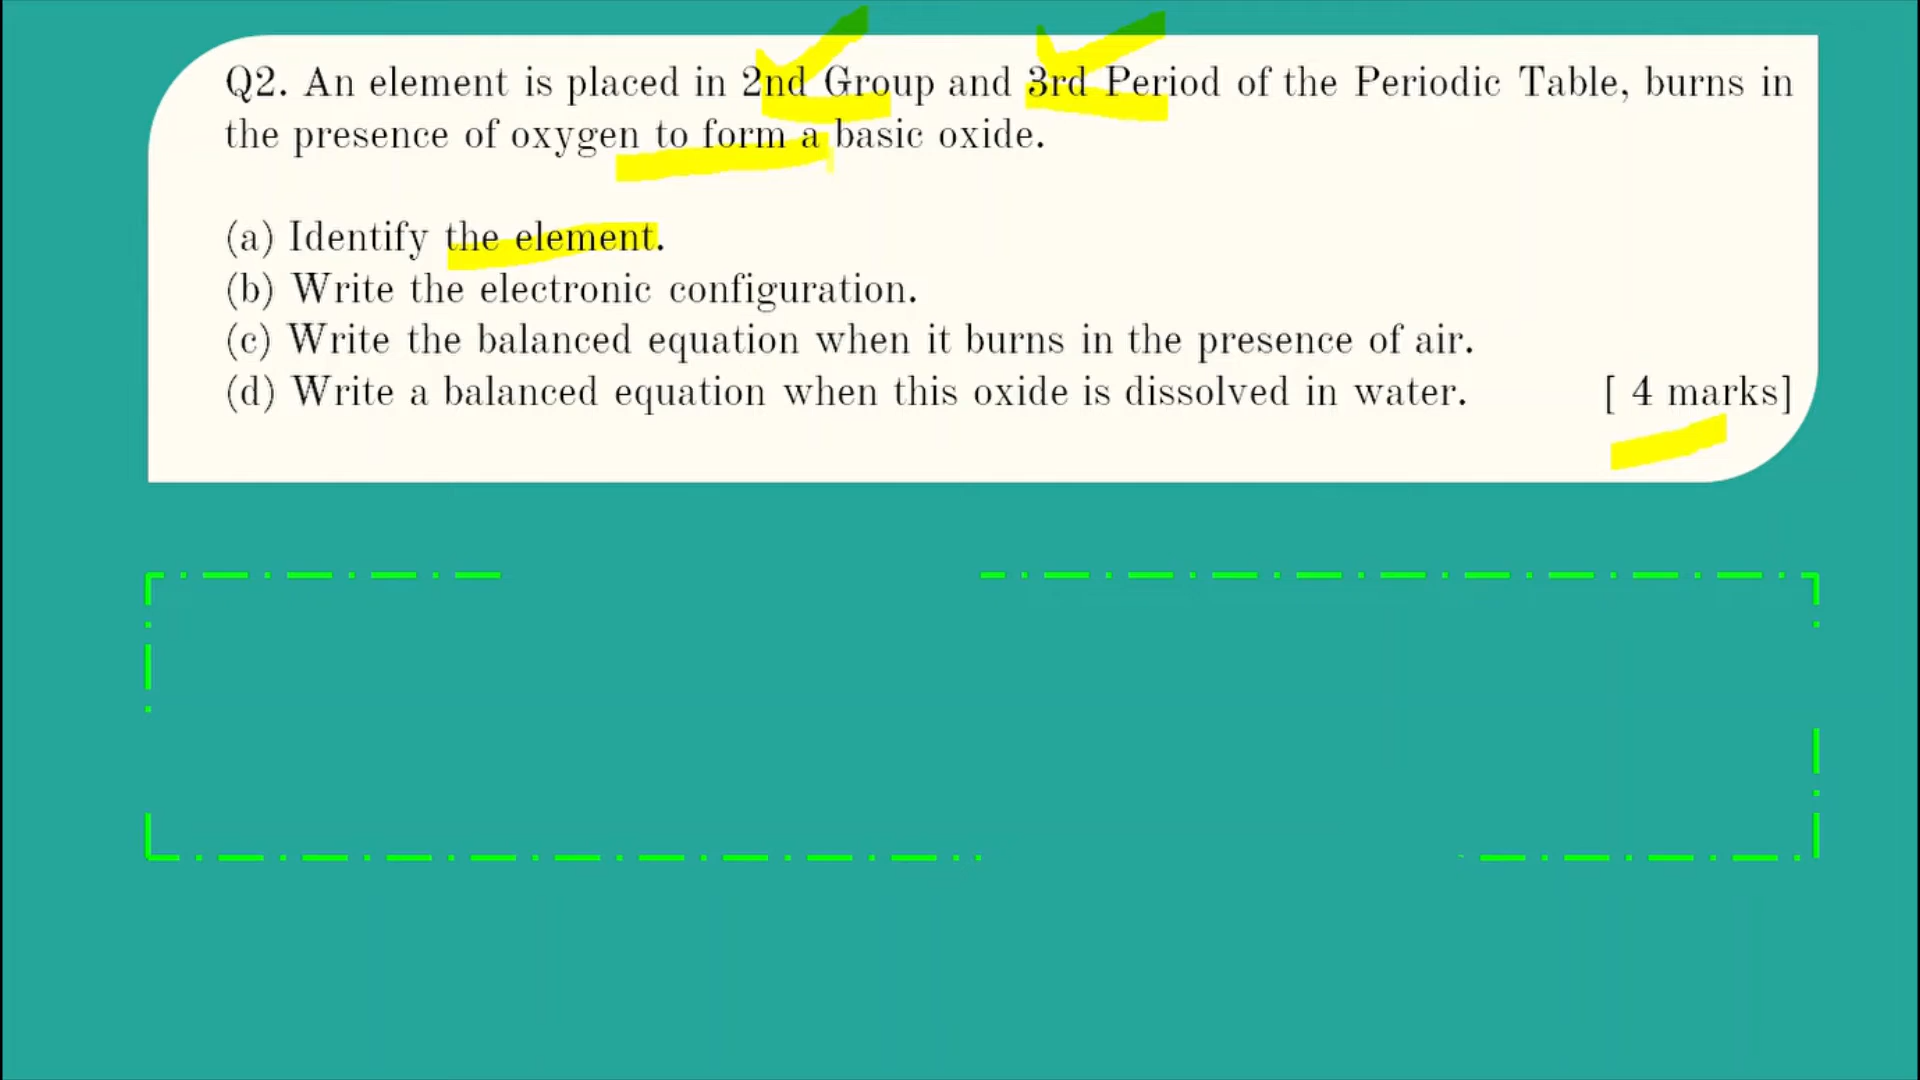 Q2. An element is placed in 2nd Group and 3rd Period of the Periodic Table, burns in
the presence of oxygen to form a basic oxide.
(a) Identify the element.
(b) Write the electronic configuration.
(c) Write the balanced equation when it burns in the presence of air.
(d) Write a balanced equation when this oxide is dissolved in water. [ 4 marks]